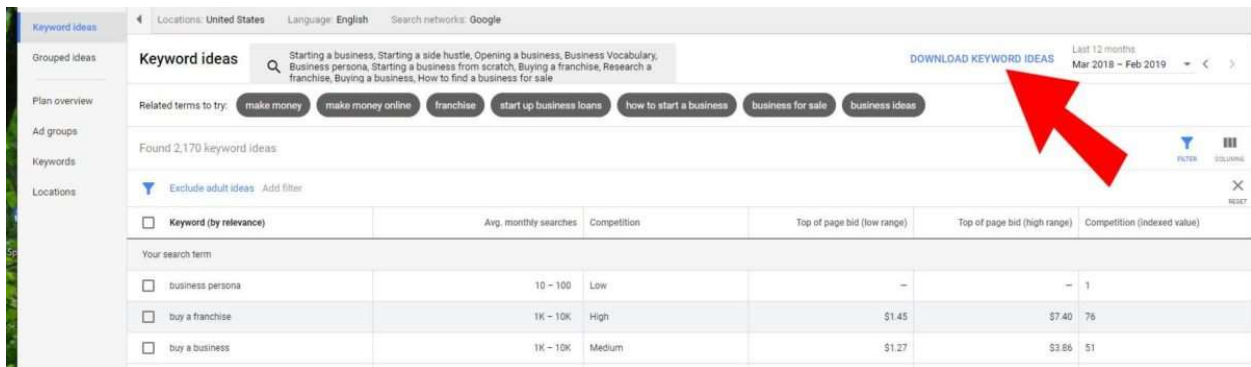 Locations: United States Language: English Search networks: Google
Keyword ideas
Grouped ideas
Plan overview
Ad groups
Keywords
Locations
Keyword ideas
Starting a business, Starting a side hustle, Opening a business, Business Vocabulary,
Business persona, Starting a business from scratch, Buying a franchise, Research a
franchise, Buying a business, How to find a business for sale
DOWNLOAD KEYWORD IDEAS
Last 12 months
Mar 2018 – Feb 2019
Related terms to try: make money make money online franchise start up business loans how to start a business business for sale business ideas
Found 2,170 keyword ideas
FILTER COLUMNS
Exclude adult ideas Add filter
RESET
Keyword (by relevance) Avg. monthly searches Competition Top of page bid (low range) Top of page bid (high range) Competition (indexed value)
Your search term
business persona 10 – 100 Low – – 1
buy a franchise 1K – 10K High $1.45 $7.40 76
buy a business 1K – 10K Medium $1.27 $3.86 51